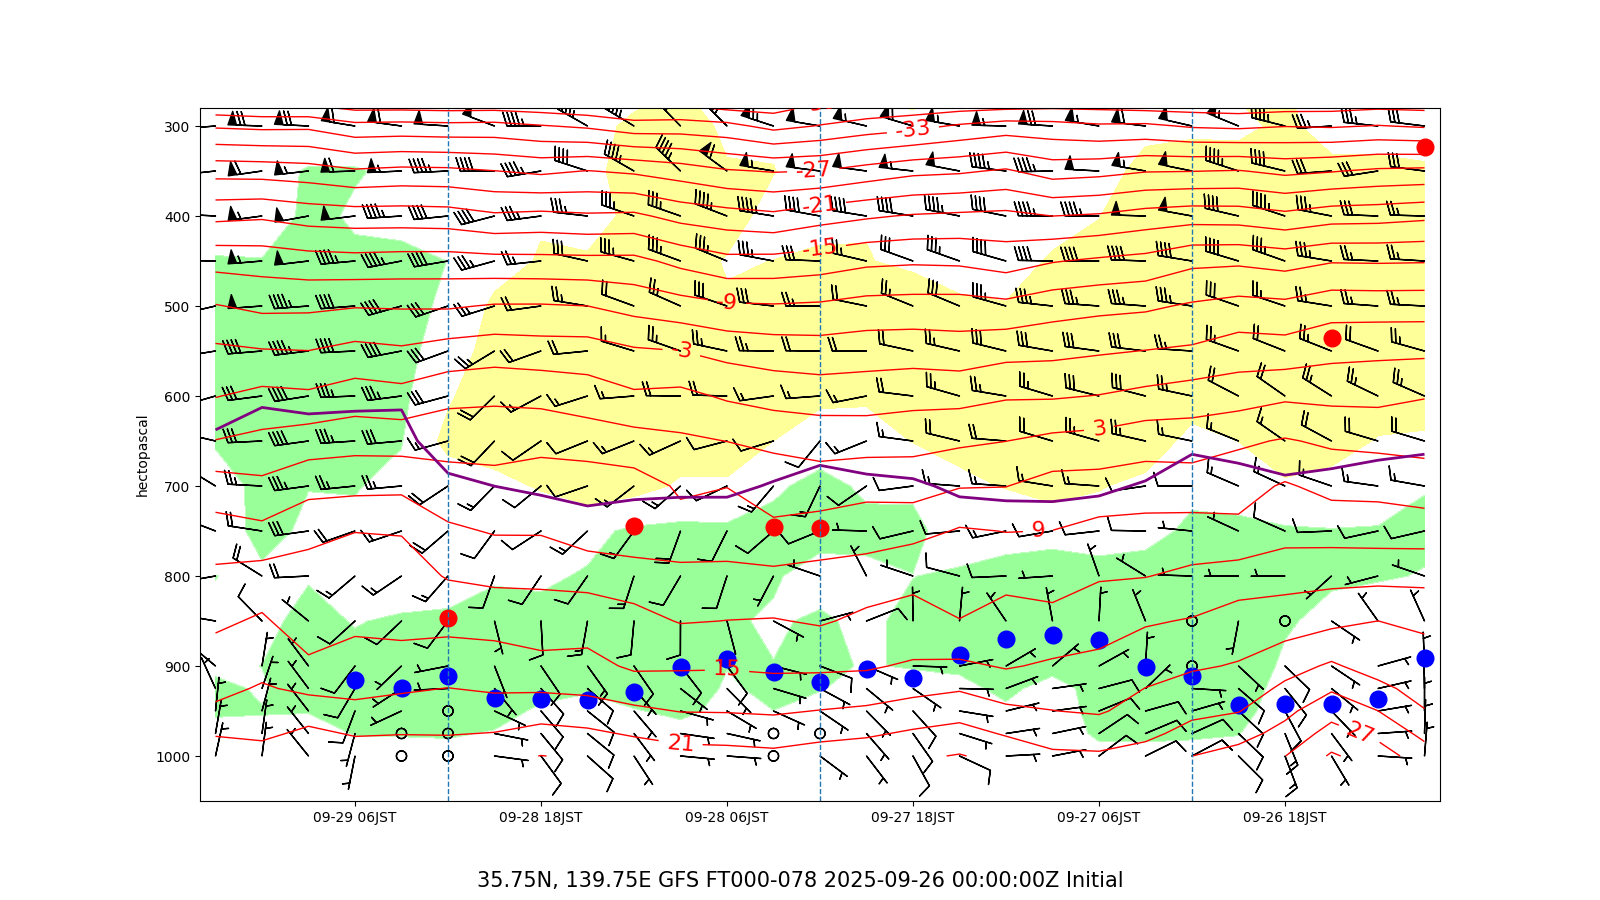 300
400
500
600
700
800
900
1000
hectopascal
-33
-27
-21
-15
-9
3
3
9
15
21
27
09-29 06JST
09-28 18JST
09-28 06JST
09-27 18JST
09-27 06JST
09-26 18JST
35.75N, 139.75E GFS FT000-078 2025-09-26 00:00:00Z Initial